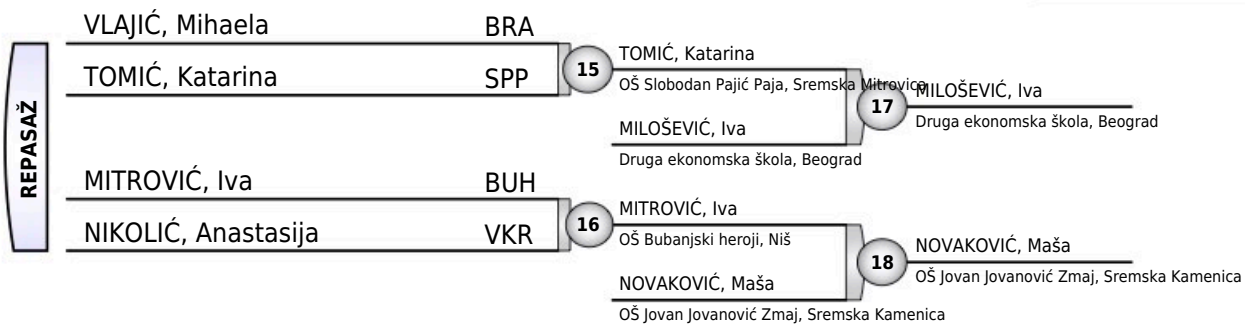 REPASAŽ
VLAJIĆ, Mihaela BRA
TOMIĆ, Katarina SPP
MITROVIĆ, Iva BUH
NIKOLIĆ, Anastasija VKR
15
TOMIĆ, Katarina
OŠ Slobodan Pajić Paja, Sremska Mitrovica
MILOŠEVIĆ, Iva
Druga ekonomska škola, Beograd
16
MITROVIĆ, Iva
OŠ Bubanjski heroji, Niš
NOVAKOVIĆ, Maša
OŠ Jovan Jovanović Zmaj, Sremska Kamenica
17
MILOŠEVIĆ, Iva
Druga ekonomska škola, Beograd
18
NOVAKOVIĆ, Maša
OŠ Jovan Jovanović Zmaj, Sremska Kamenica